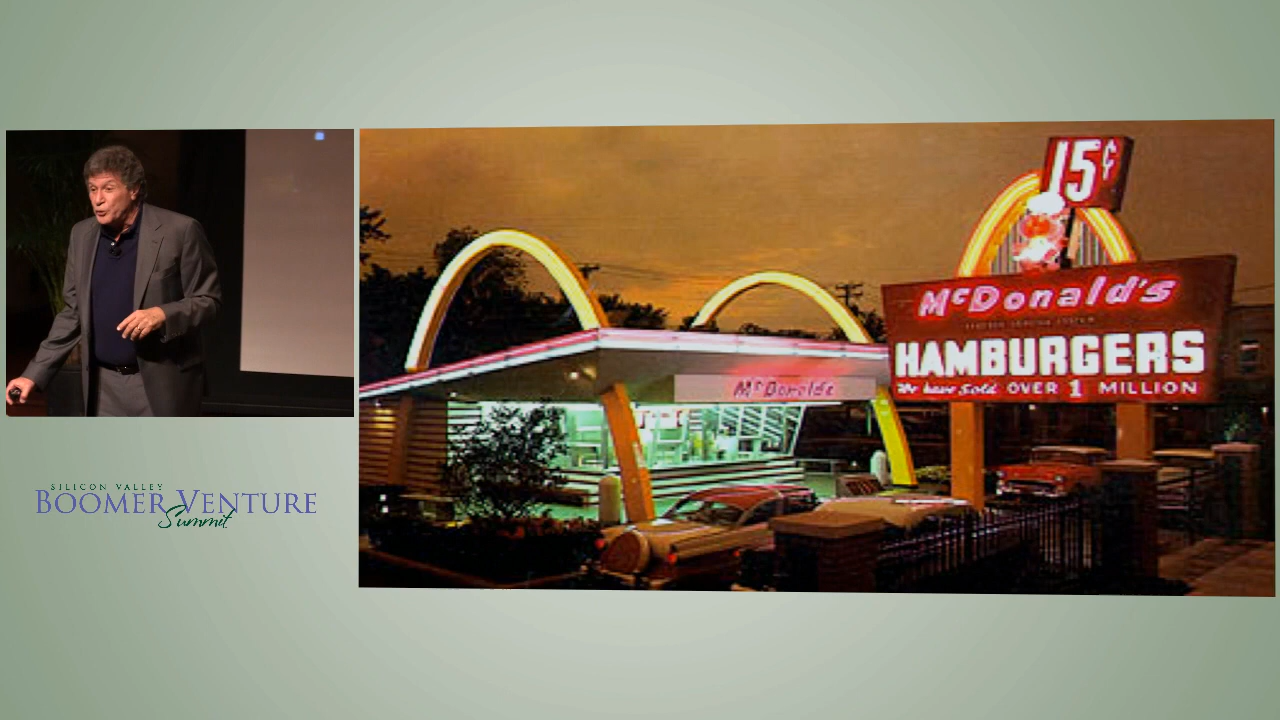 15¢
McDonald's
HAMBURGERS
We have Sold OVER 1 MILLION
McDonald's
SILICON VALLEY
BOOMER VENTURE
Summit